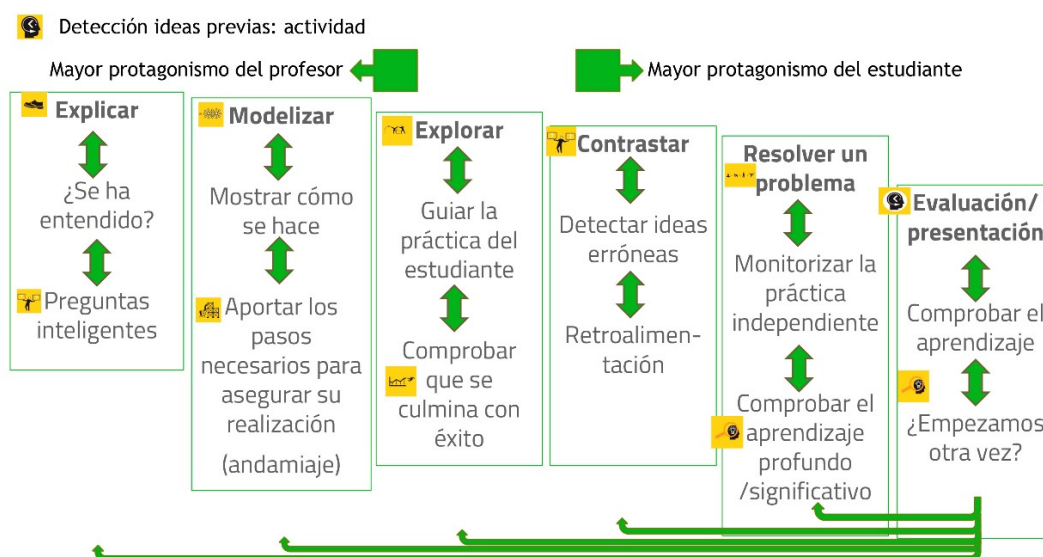 Detección ideas previas: actividad
Mayor protagonismo del profesor
Mayor protagonismo del estudiante
Explicar
¿Se ha
entendido?
Preguntas
inteligentes
Modelizar
Mostrar cómo
se hace
Aportar los
pasos
necesarios para
asegurar su
realización
(andamiaje)
Explorar
Guiar la
práctica del
estudiante
Comprobar
que se
culmina con
éxito
Contrastar
Detectar ideas
erróneas
Retroalimen-
tación
Resolver un
problema
Monitorizar la
práctica
independiente
Comprobar el
aprendizaje
profundo
/significativo
Evaluación/
presentación
Comprobar el
aprendizaje
¿Empezamos
otra vez?